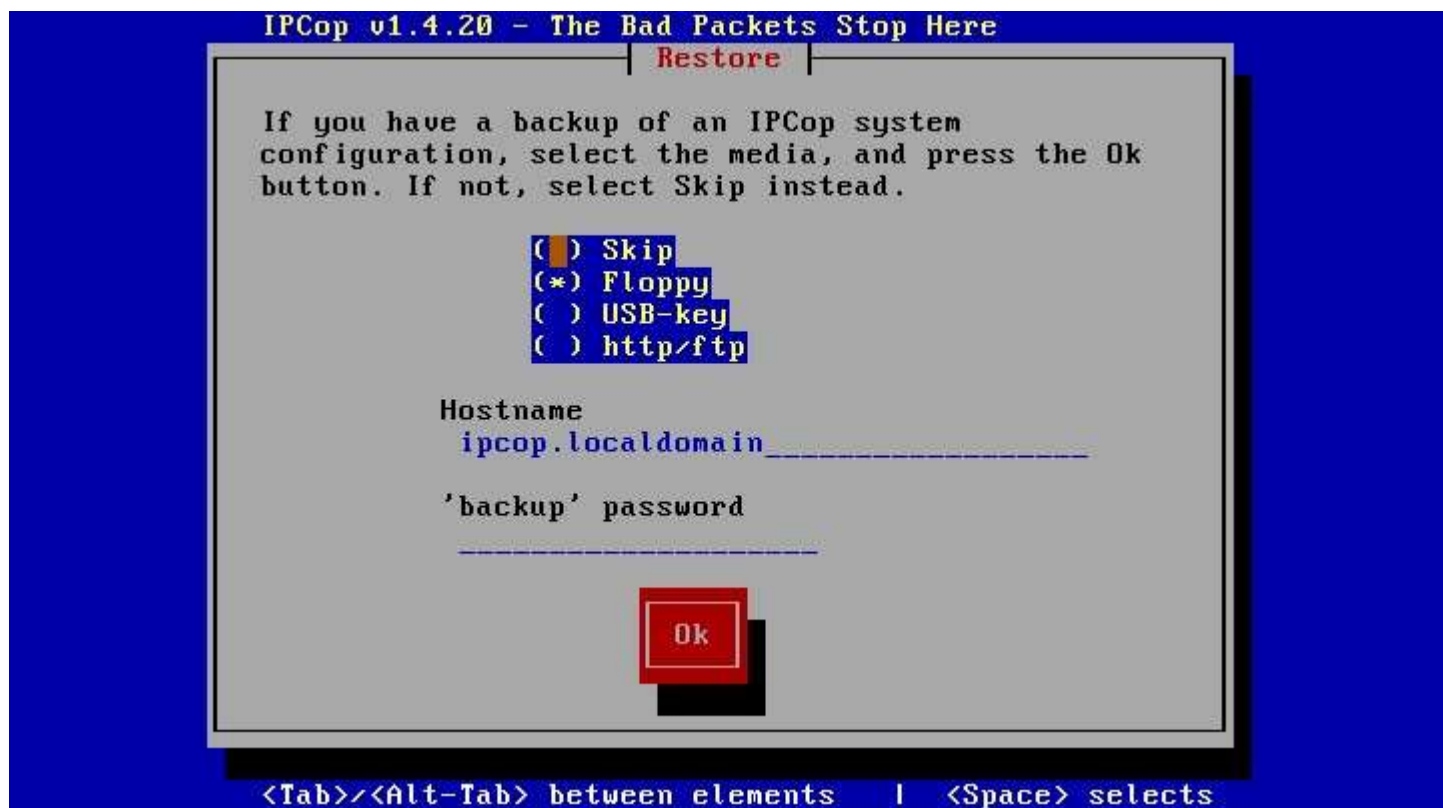 IPCop v1.4.20 - The Bad Packets Stop Here
Restore
If you have a backup of an IPCop system
configuration, select the media, and press the Ok
button. If not, select Skip instead.
( ) Skip
(*) Floppy
( ) USB-key
( ) http/ftp
Hostname
ipcop.localdomain__________________
'backup' password
____________________
Ok
<Tab>/<Alt-Tab> between elements | <Space> selects